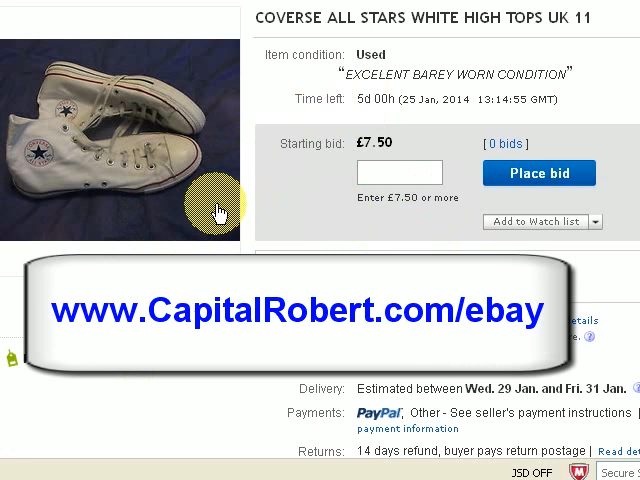 COVERSE ALL STARS WHITE HIGH TOPS UK 11
Item condition: Used
“EXCELENT BAREY WORN CONDITION”
Time left: 5d 00h (25 Jan, 2014 13:14:55 GMT)
Starting bid: £7.50 [ 0 bids ]
Place bid
Enter £7.50 or more
Add to Watch list
www.CapitalRobert.com/ebay
etails
e.
Delivery: Estimated between Wed. 29 Jan. and Fri. 31 Jan.
Payments: PayPal, Other - See seller's payment instructions |
payment information
Returns: 14 days refund, buyer pays return postage | Read det
JSD OFF
Secure S